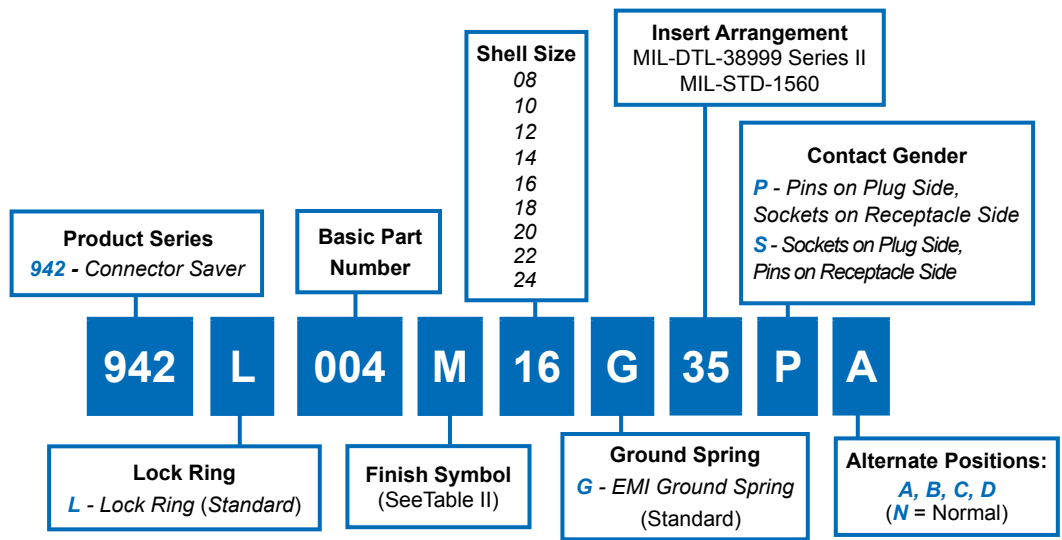 Insert Arrangement
MIL-DTL-38999 Series II
MIL-STD-1560
Shell Size
08
10
12
14
16
18
20
22
24
Contact Gender
P - Pins on Plug Side,
Sockets on Receptacle Side
S - Sockets on Plug Side,
Pins on Receptacle Side
Product Series
942 - Connector Saver
Basic Part
Number
942 L 004 M 16 G 35 P A
Lock Ring
L - Lock Ring (Standard)
Finish Symbol
(SeeTable II)
Ground Spring
G - EMI Ground Spring
(Standard)
Alternate Positions:
A, B, C, D
(N = Normal)